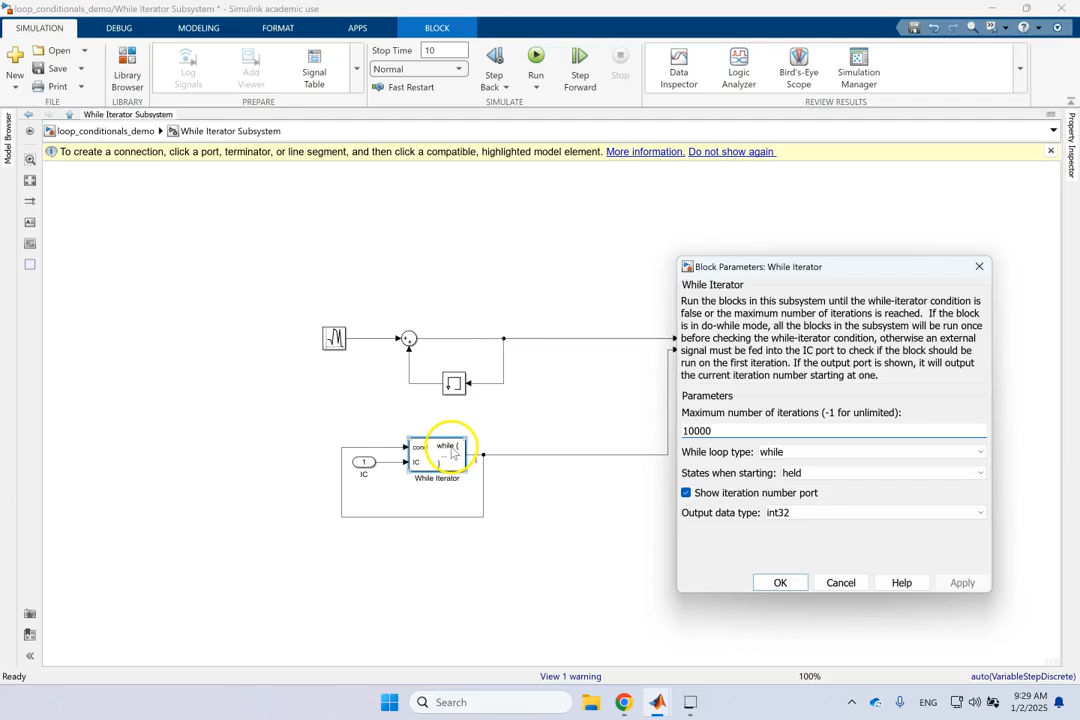 loop_conditionals_demo/While Iterator Subsystem * - Simulink academic use
SIMULATION DEBUG MODELING FORMAT APPS BLOCK
New
Open
Save
Print
FILE
Library Browser
LIBRARY
Log Signals
Add Viewer
Signal Table
PREPARE
Stop Time 10
Normal
Fast Restart
Step Back
Run
Step Forward
Stop
SIMULATE
Data Inspector
Logic Analyzer
Bird's-Eye Scope
Simulation Manager
REVIEW RESULTS
While Iterator Subsystem
loop_conditionals_demo While Iterator Subsystem
Model Browser
Property Inspector
To create a connection, click a port, terminator, or line segment, and then click a compatible, highlighted model element. More information. Do not show again
cond while {
1 IC ...
}
IC
While Iterator
Block Parameters: While Iterator
While Iterator
Run the blocks in this subsystem until the while-iterator condition is
false or the maximum number of iterations is reached. If the block
is in do-while mode, all the blocks in the subsystem will be run once
before checking the while-iterator condition, otherwise an external
signal must be fed into the IC port to check if the block should be
run on the first iteration. If the output port is shown, it will output
the current iteration number starting at one.
Parameters
Maximum number of iterations (-1 for unlimited):
10000
While loop type: while
States when starting: held
Show iteration number port
Output data type: int32
OK Cancel Help Apply
Ready View 1 warning 100% auto(VariableStepDiscrete)
Search
ENG
9:29 AM
1/2/2025